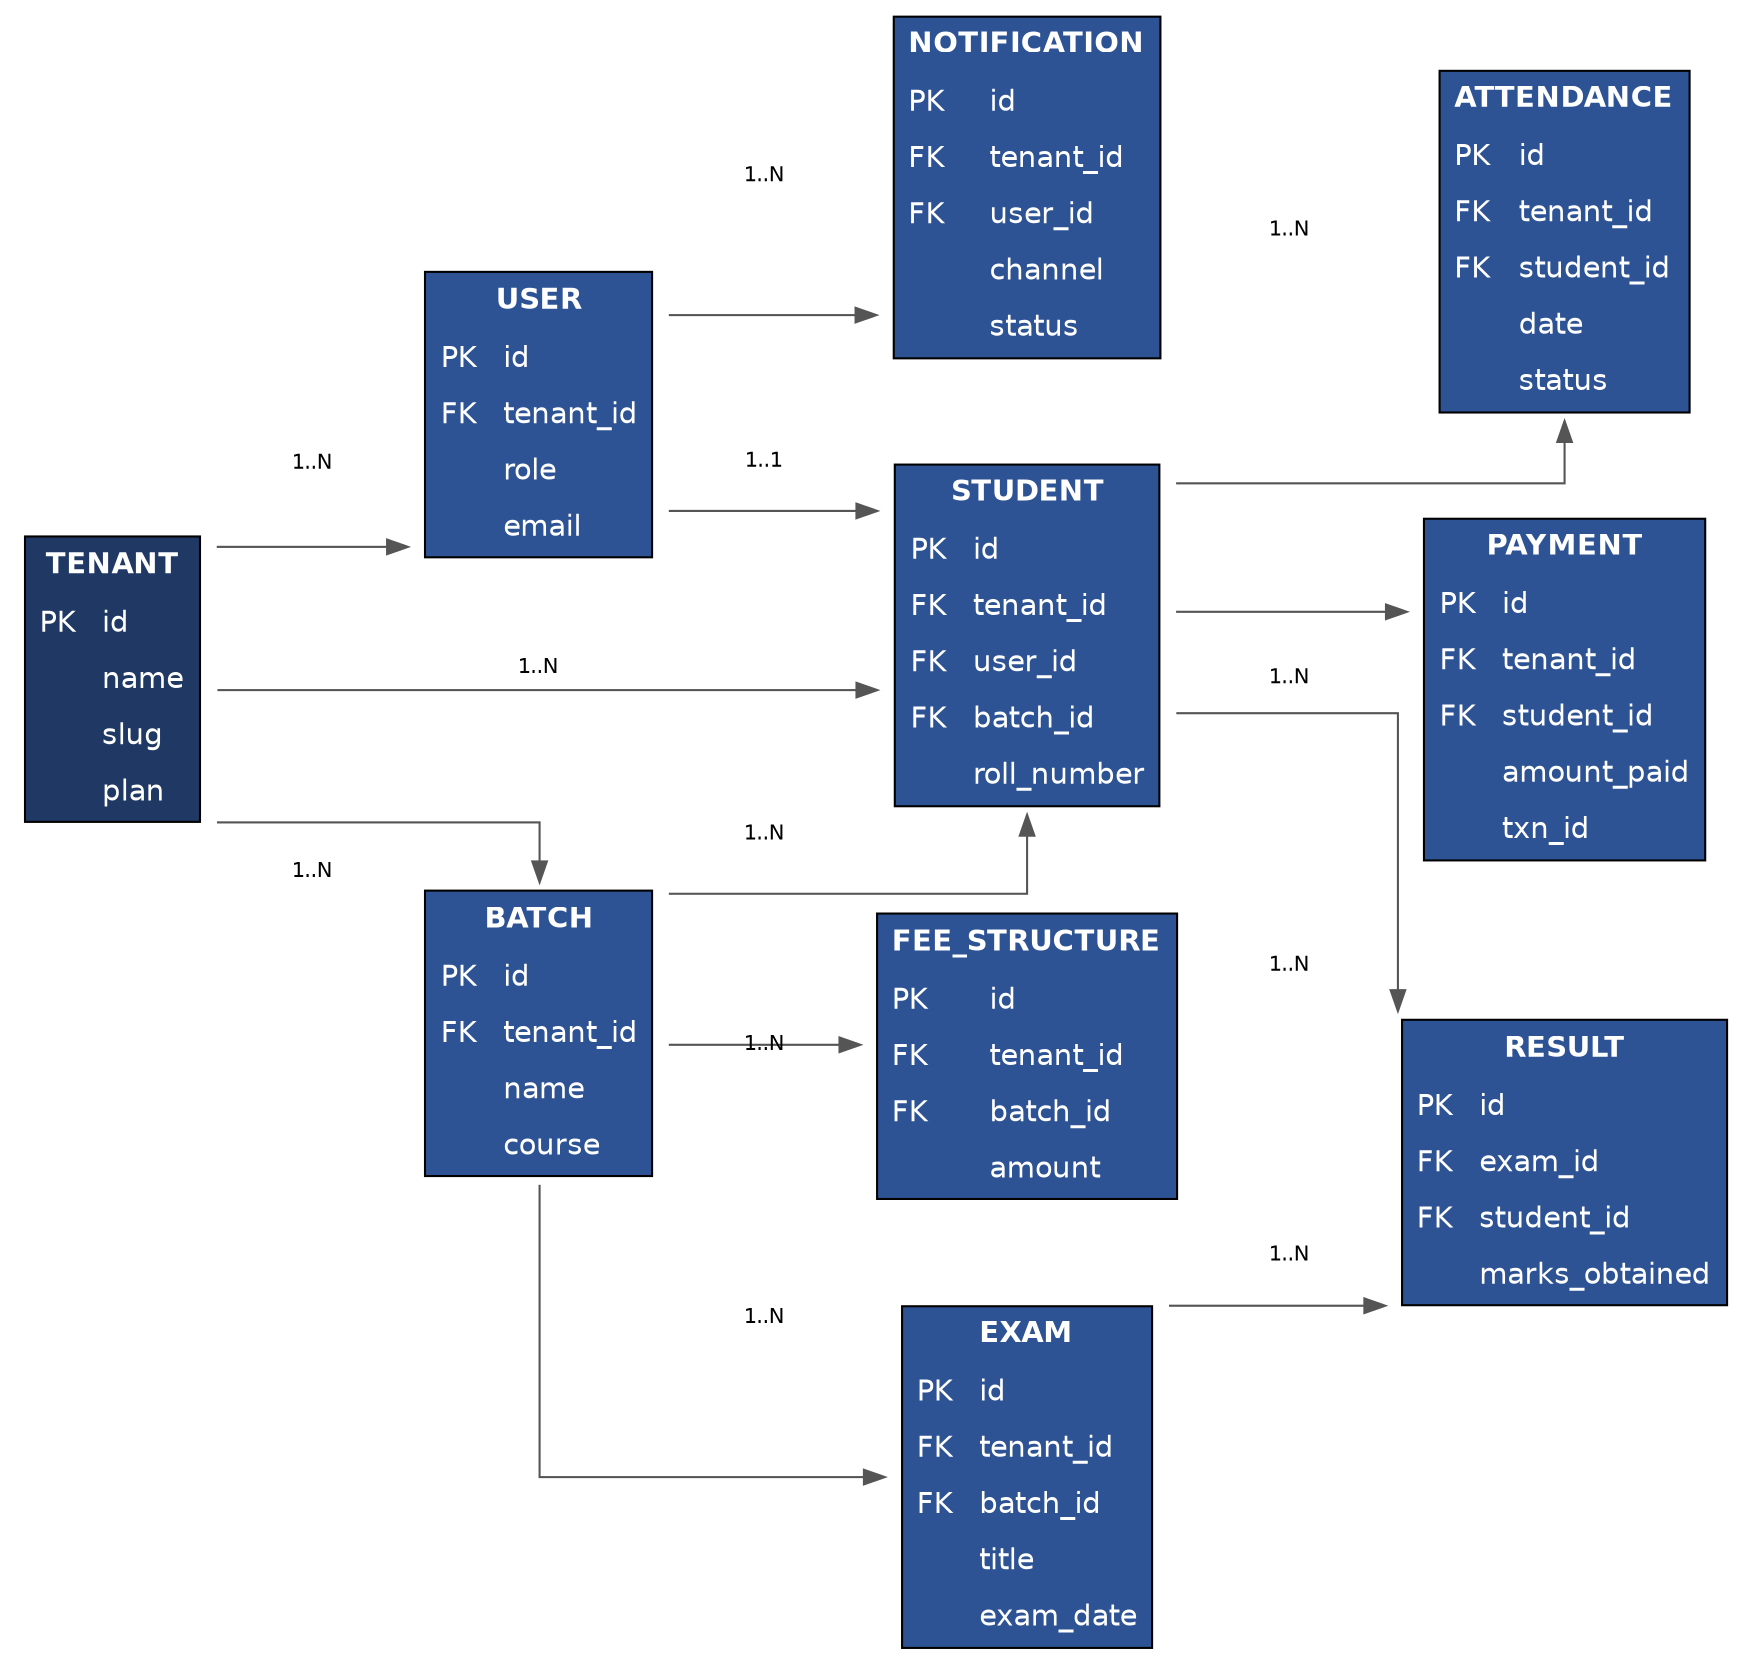 NOTIFICATION
PK id
FK tenant_id
FK user_id
channel
status
ATTENDANCE
PK id
FK tenant_id
FK student_id
date
status
1..N
1..N
USER
PK id
FK tenant_id
role
email
1..N
1..1
STUDENT
PK id
FK tenant_id
FK user_id
FK batch_id
roll_number
PAYMENT
PK id
FK tenant_id
FK student_id
amount_paid
txn_id
TENANT
PK id
name
slug
plan
1..N
1..N
1..N
1..N
BATCH
PK id
FK tenant_id
name
course
FEE_STRUCTURE
PK id
FK tenant_id
FK batch_id
amount
1..N
1..N
RESULT
PK id
FK exam_id
FK student_id
marks_obtained
1..N
1..N
EXAM
PK id
FK tenant_id
FK batch_id
title
exam_date